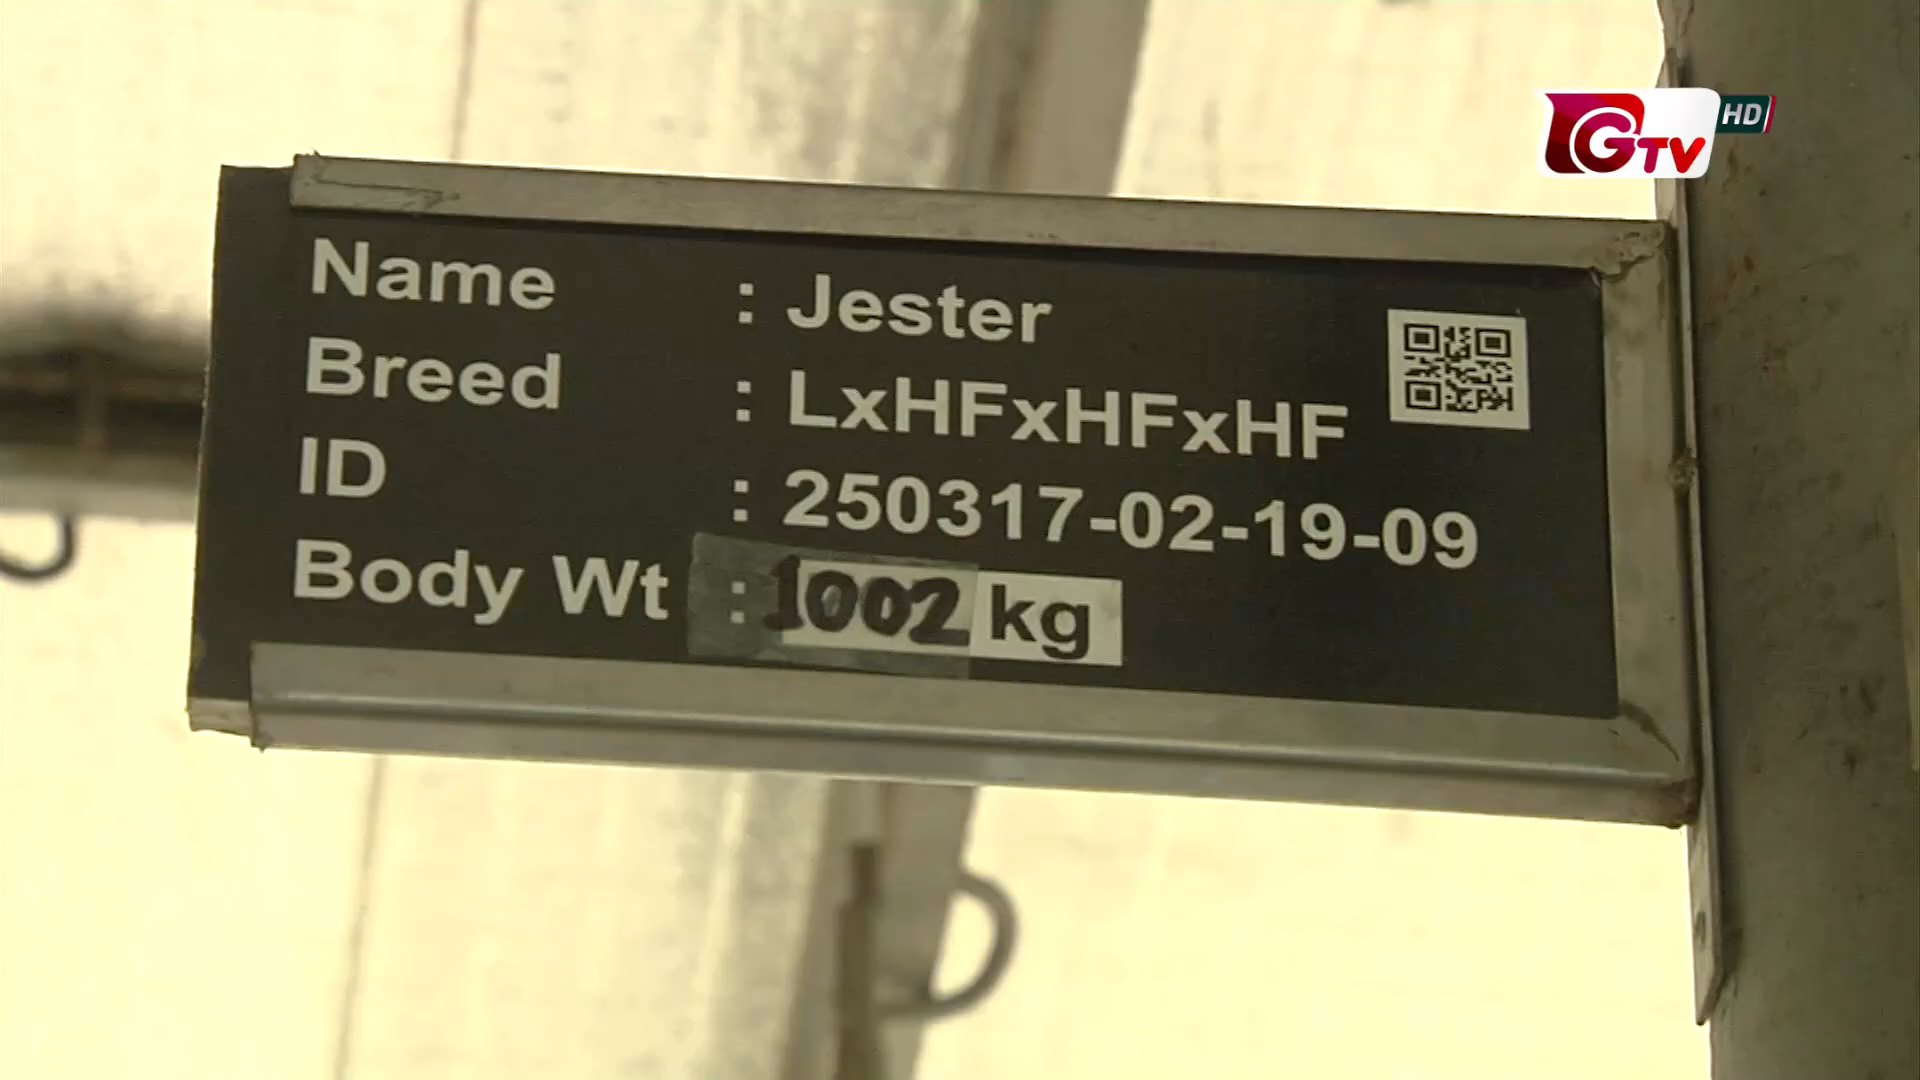 GTV HD
Name : Jester
Breed : LxHFxHFxHF
ID : 250317-02-19-09
Body Wt : 1002 kg